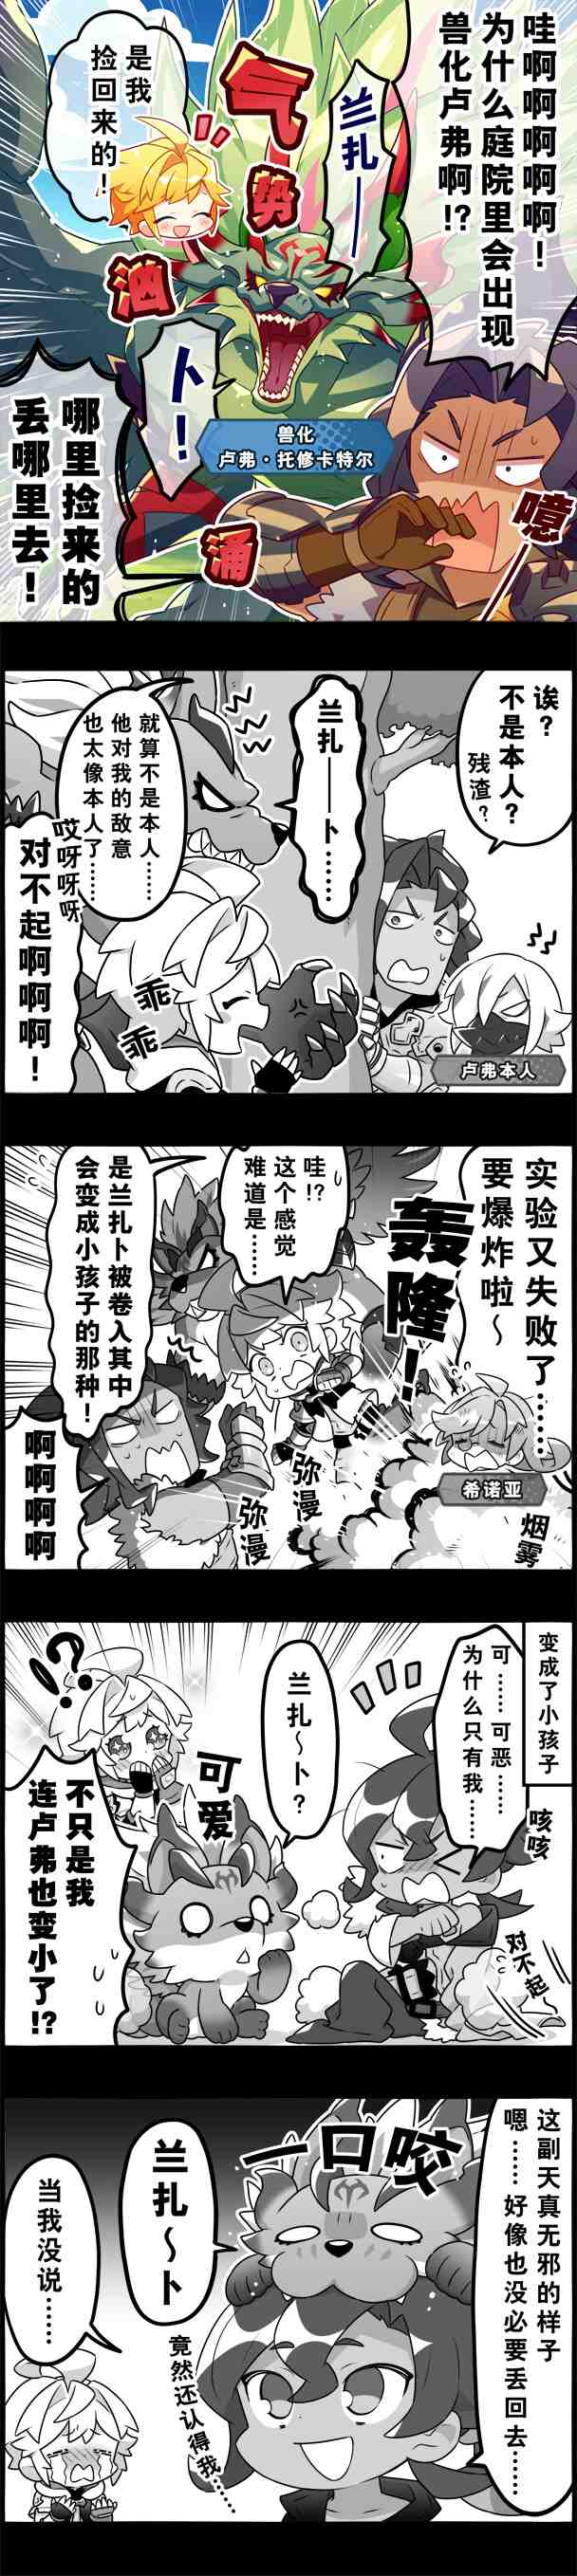 哇啊啊啊啊啊！
为什么庭院里会出现
兽化卢弗啊!?
兰扎——
气
势
汹
涌
是我
捡回来的！
卜！
兽化
卢弗·托修卡特尔
噫
哪里捡来的
丢哪里去！
诶？
不是本人？
残渣？
兰扎——卜……
就算不是本人……
他对我的敌意
也太像本人了……
哎呀呀呀
对不起啊啊啊！
乖
乖
卢弗本人
实验又失败了……
要爆炸啦～
轰隆！
哇!?
这个感觉
难道是……
是兰扎卜被卷入其中
会变成小孩子的那种！
啊啊啊啊
希诺亚
弥漫
弥漫
烟雾
变成了小孩子
可……可恶……
为什么只有我……
咳咳
对不起
兰扎～卜？
可爱
!?
不只是我
连卢弗也变小了!?
这副天真无邪的样子
嗯……好像也没必要丢回去……
一口咬
兰扎～卜
竟然还认得我……
当我没说……